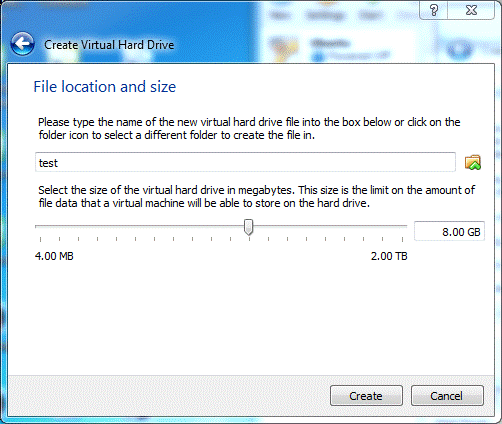 ?
Create Virtual Hard Drive
File location and size
Please type the name of the new virtual hard drive file into the box below or click on the
folder icon to select a different folder to create the file in.
test
Select the size of the virtual hard drive in megabytes. This size is the limit on the amount of
file data that a virtual machine will be able to store on the hard drive.
8.00 GB
4.00 MB 2.00 TB
Create Cancel